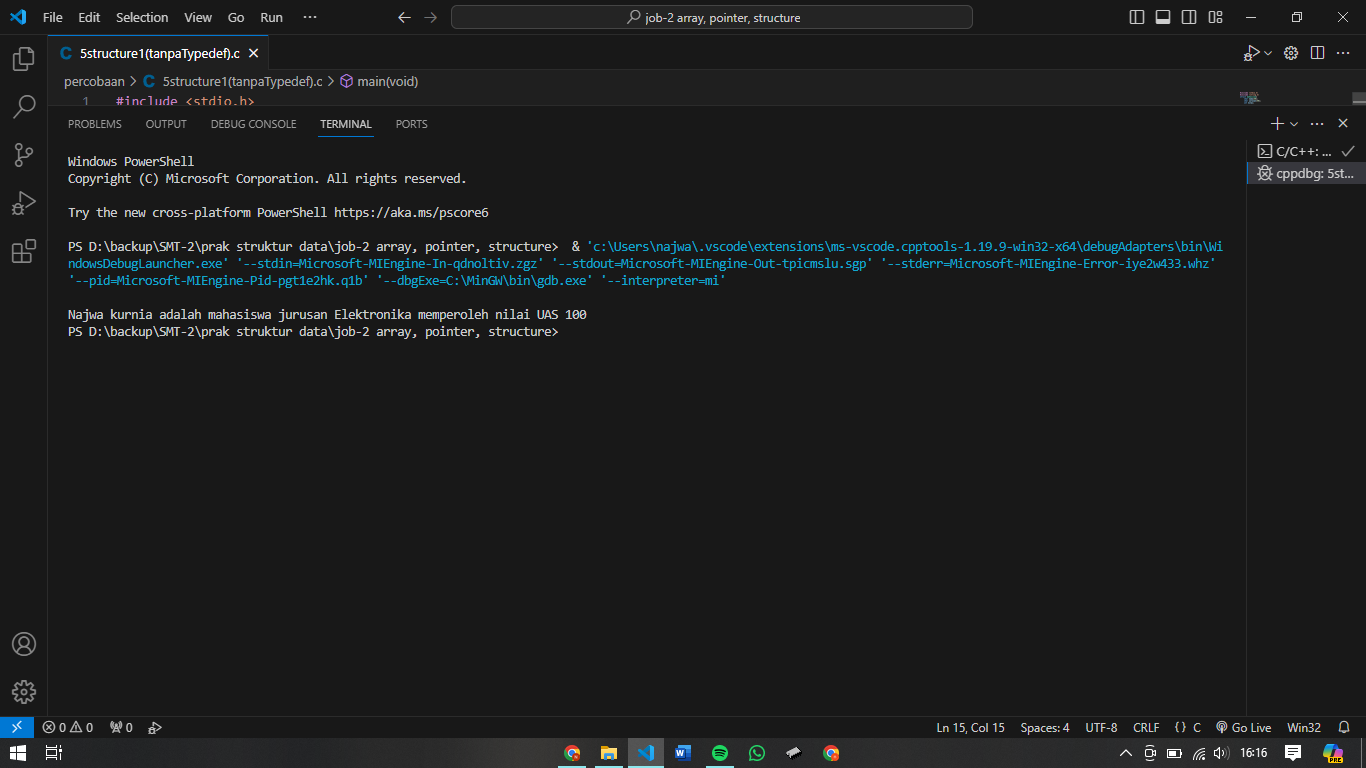 File Edit Selection View Go Run ···
job-2 array, pointer, structure
C 5structure1(tanpaTypedef).c
percobaan > C 5structure1(tanpaTypedef).c > main(void)
1 #include <stdio.h>
PROBLEMS OUTPUT DEBUG CONSOLE TERMINAL PORTS
Windows PowerShell
Copyright (C) Microsoft Corporation. All rights reserved.
Try the new cross-platform PowerShell https://aka.ms/pscore6
PS D:\backup\SMT-2\prak struktur data\job-2 array, pointer, structure>  & 'c:\Users\najwa\.vscode\extensions\ms-vscode.cpptools-1.19.9-win32-x64\debugAdapters\bin\Wi
ndowsDebugLauncher.exe' '--stdin=Microsoft-MIEngine-In-qdnoltiv.zgz' '--stdout=Microsoft-MIEngine-Out-tpicmslu.sgp' '--stderr=Microsoft-MIEngine-Error-iye2w433.whz'
'--pid=Microsoft-MIEngine-Pid-pgt1e2hk.q1b' '--dbgExe=C:\MinGW\bin\gdb.exe' '--interpreter=mi'
Najwa kurnia adalah mahasiswa jurusan Elektronika memperoleh nilai UAS 100
PS D:\backup\SMT-2\prak struktur data\job-2 array, pointer, structure>
C/C++: ...
cppdbg: 5st...
0 0 0
Ln 15, Col 15 Spaces: 4 UTF-8 CRLF {} C Go Live Win32
16:16
PRE